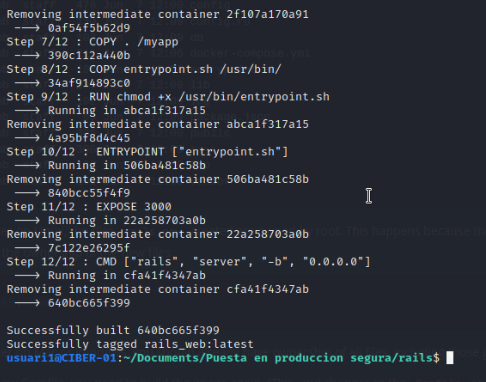 Removing intermediate container 2f107a170a91
 ---> 0af54f5b62d9
Step 7/12 : COPY . /myapp
 ---> 390c112a440b
Step 8/12 : COPY entrypoint.sh /usr/bin/
 ---> 34af914893c0
Step 9/12 : RUN chmod +x /usr/bin/entrypoint.sh
 ---> Running in abca1f317a15
Removing intermediate container abca1f317a15
 ---> 4a95bf8d4c45
Step 10/12 : ENTRYPOINT ["entrypoint.sh"]
 ---> Running in 506ba481c58b
Removing intermediate container 506ba481c58b
 ---> 840bcc55f4f9
Step 11/12 : EXPOSE 3000
 ---> Running in 22a258703a0b
Removing intermediate container 22a258703a0b
 ---> 7c122e26295f
Step 12/12 : CMD ["rails", "server", "-b", "0.0.0.0"]
 ---> Running in cfa41f4347ab
Removing intermediate container cfa41f4347ab
 ---> 640bc665f399

Successfully built 640bc665f399
Successfully tagged rails_web:latest
usuari1@CIBER-01:~/Documents/Puesta en produccion segura/rails$